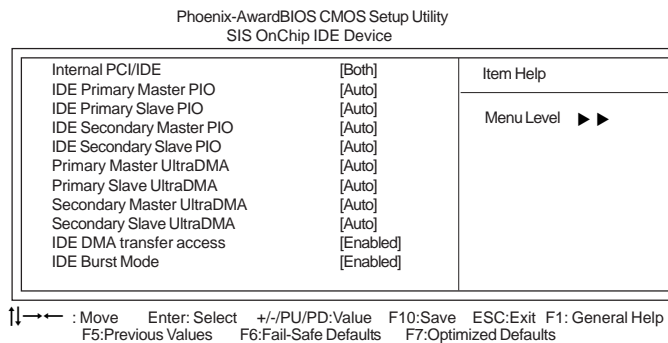 Phoenix-AwardBIOS CMOS Setup Utility
SIS OnChip IDE Device
Internal PCI/IDE [Both] Item Help
IDE Primary Master PIO [Auto]
IDE Primary Slave PIO [Auto]
IDE Secondary Master PIO [Auto] Menu Level ▶ ▶
IDE Secondary Slave PIO [Auto]
Primary Master UltraDMA [Auto]
Primary Slave UltraDMA [Auto]
Secondary Master UltraDMA [Auto]
Secondary Slave UltraDMA [Auto]
IDE DMA transfer access [Enabled]
IDE Burst Mode [Enabled]
↑↓→← : Move Enter: Select +/-/PU/PD:Value F10:Save ESC:Exit F1: General Help
F5:Previous Values F6:Fail-Safe Defaults F7:Optimized Defaults